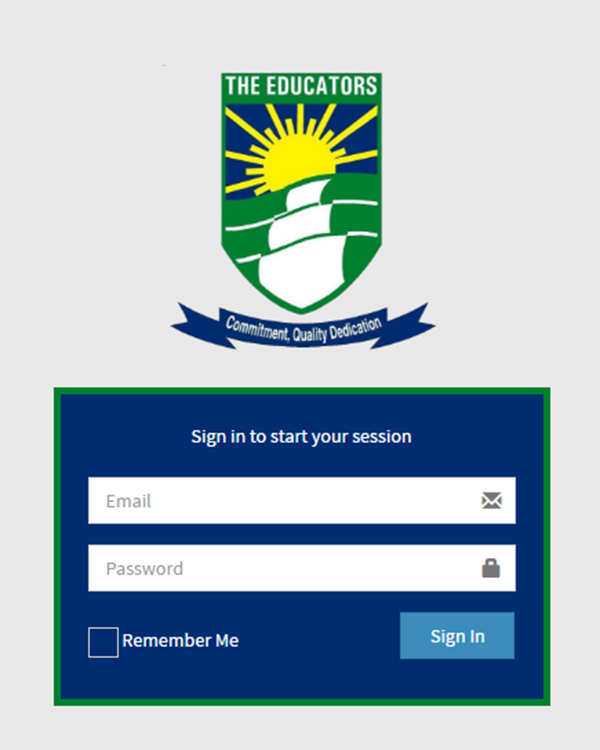 THE EDUCATORS
Commitment, Quality Dedication
Sign in to start your session
Email
Password
Remember Me
Sign In